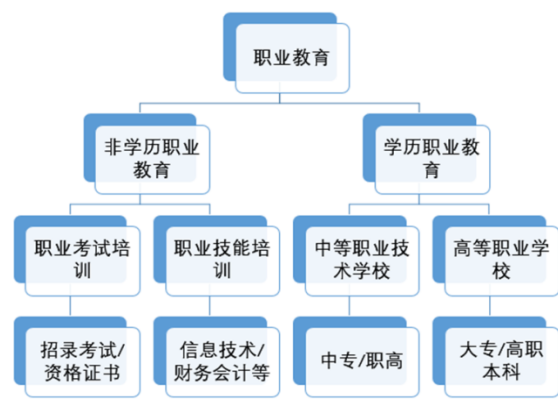 职业教育
非学历职业
教育
学历职业教
育
职业考试培
训
职业技能培
训
中等职业技
术学校
高等职业学
校
招录考试/
资格证书
信息技术/
财务会计等
中专/职高
大专/高职
本科